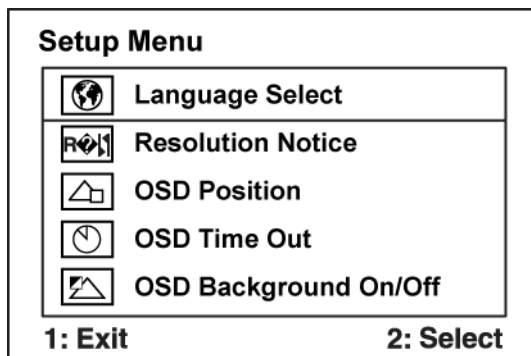 Setup Menu
Language Select
Resolution Notice
OSD Position
OSD Time Out
OSD Background On/Off
1: Exit 2: Select